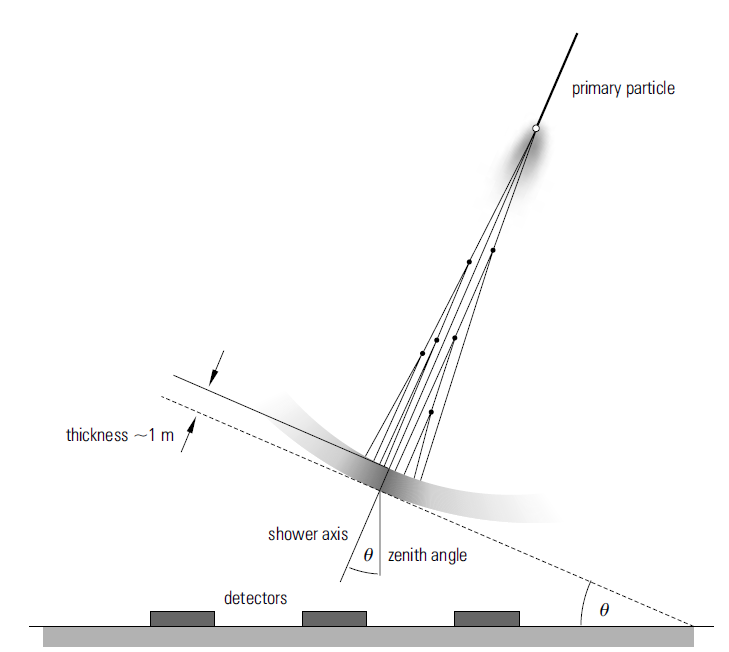 primary particle
thickness ~1 m
shower axis
θ zenith angle
detectors
θ